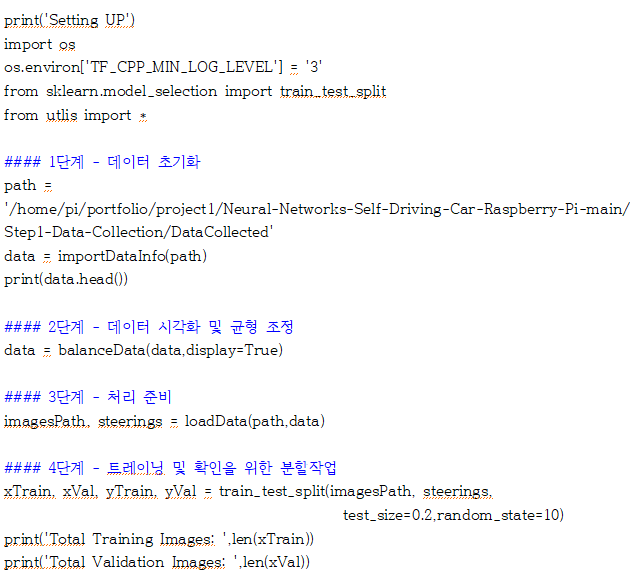 print('Setting UP')
import os
os.environ['TF_CPP_MIN_LOG_LEVEL'] = '3'
from sklearn.model_selection import train_test_split
from utlis import *
#### 1단계 - 데이터 초기화
path =
'/home/pi/portfolio/project1/Neural-Networks-Self-Driving-Car-Raspberry-Pi-main/
Step1-Data-Collection/DataCollected'
data = importDataInfo(path)
print(data.head())
#### 2단계 - 데이터 시각화 및 균형 조정
data = balanceData(data,display=True)
#### 3단계 - 처리 준비
imagesPath, steerings = loadData(path,data)
#### 4단계 - 트레이닝 및 확인을 위한 분할작업
xTrain, xVal, yTrain, yVal = train_test_split(imagesPath, steerings,
test_size=0.2,random_state=10)
print('Total Training Images: ',len(xTrain))
print('Total Validation Images: ',len(xVal))